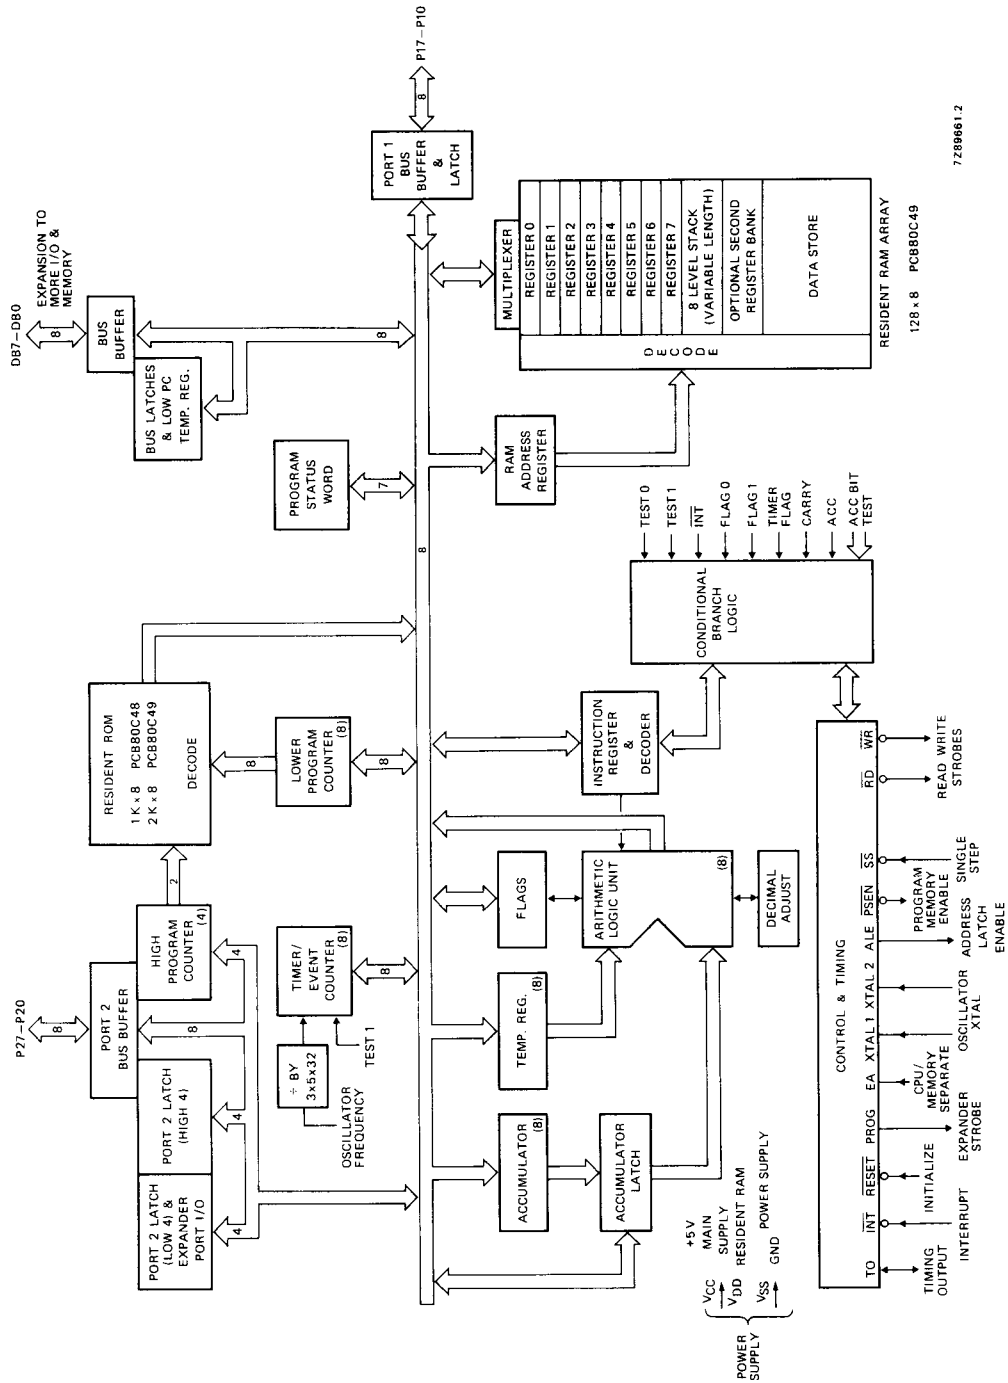 P27–P20
8
PORT 2
BUS BUFFER
PORT 2 LATCH
(LOW 4) &
EXPANDER
PORT I/O
PORT 2 LATCH
(HIGH 4)
HIGH
PROGRAM
COUNTER
(4)
4
4
8
4
2
RESIDENT ROM
1 K x 8 PCB80C48
2 K x 8 PCB80C49
DECODE
8
LOWER
PROGRAM
COUNTER
(8)
8
OSCILLATOR
FREQUENCY
÷ BY
3x5x32
TEST 1
TIMER/
EVENT
COUNTER
(8)
8
PROGRAM
STATUS
WORD
7
DB7–DB0
8
EXPANSION TO
MORE I/O &
MEMORY
BUS
BUFFER
BUS LATCHES
& LOW PC
TEMP. REG.
8
8
PORT 1
BUS
BUFFER
&
LATCH
8
P17–P10
ACCUMULATOR
(8)
ACCUMULATOR
LATCH
TEMP. REG.
(8)
FLAGS
ARITHMETIC
LOGIC UNIT
(8)
DECIMAL
ADJUST
INSTRUCTION
REGISTER
&
DECODER
RAM
ADDRESS
REGISTER
MULTIPLEXER
DECODE
REGISTER 0
REGISTER 1
REGISTER 2
REGISTER 3
REGISTER 4
REGISTER 5
REGISTER 6
REGISTER 7
8 LEVEL STACK
(VARIABLE LENGTH)
OPTIONAL SECOND
REGISTER BANK
DATA STORE
RESIDENT RAM ARRAY
128 x 8 PCB80C49
CONDITIONAL
BRANCH
LOGIC
TEST 0
TEST 1
INT
FLAG 0
FLAG 1
TIMER
FLAG
CARRY
ACC
ACC BIT
TEST
POWER
SUPPLY
VCC
+5V
MAIN
SUPPLY
VDD
RESIDENT RAM
VSS
GND
POWER SUPPLY
CONTROL & TIMING
TO
INT
RESET
PROG
EA
XTAL 1
XTAL 2
ALE
PSEN
SS
RD
WR
TIMING
OUTPUT
INTERRUPT
INITIALIZE
EXPANDER
STROBE
CPU/
MEMORY
SEPARATE
OSCILLATOR
XTAL
ADDRESS
LATCH
ENABLE
PROGRAM
MEMORY
ENABLE
SINGLE
STEP
READ WRITE
STROBES
7Z89661.2